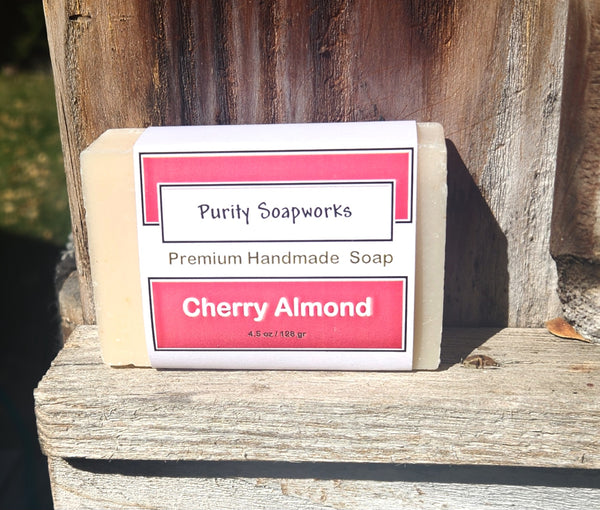 Purity Soapworks
Premium Handmade Soap
Cherry Almond
4.5 oz / 128 gr